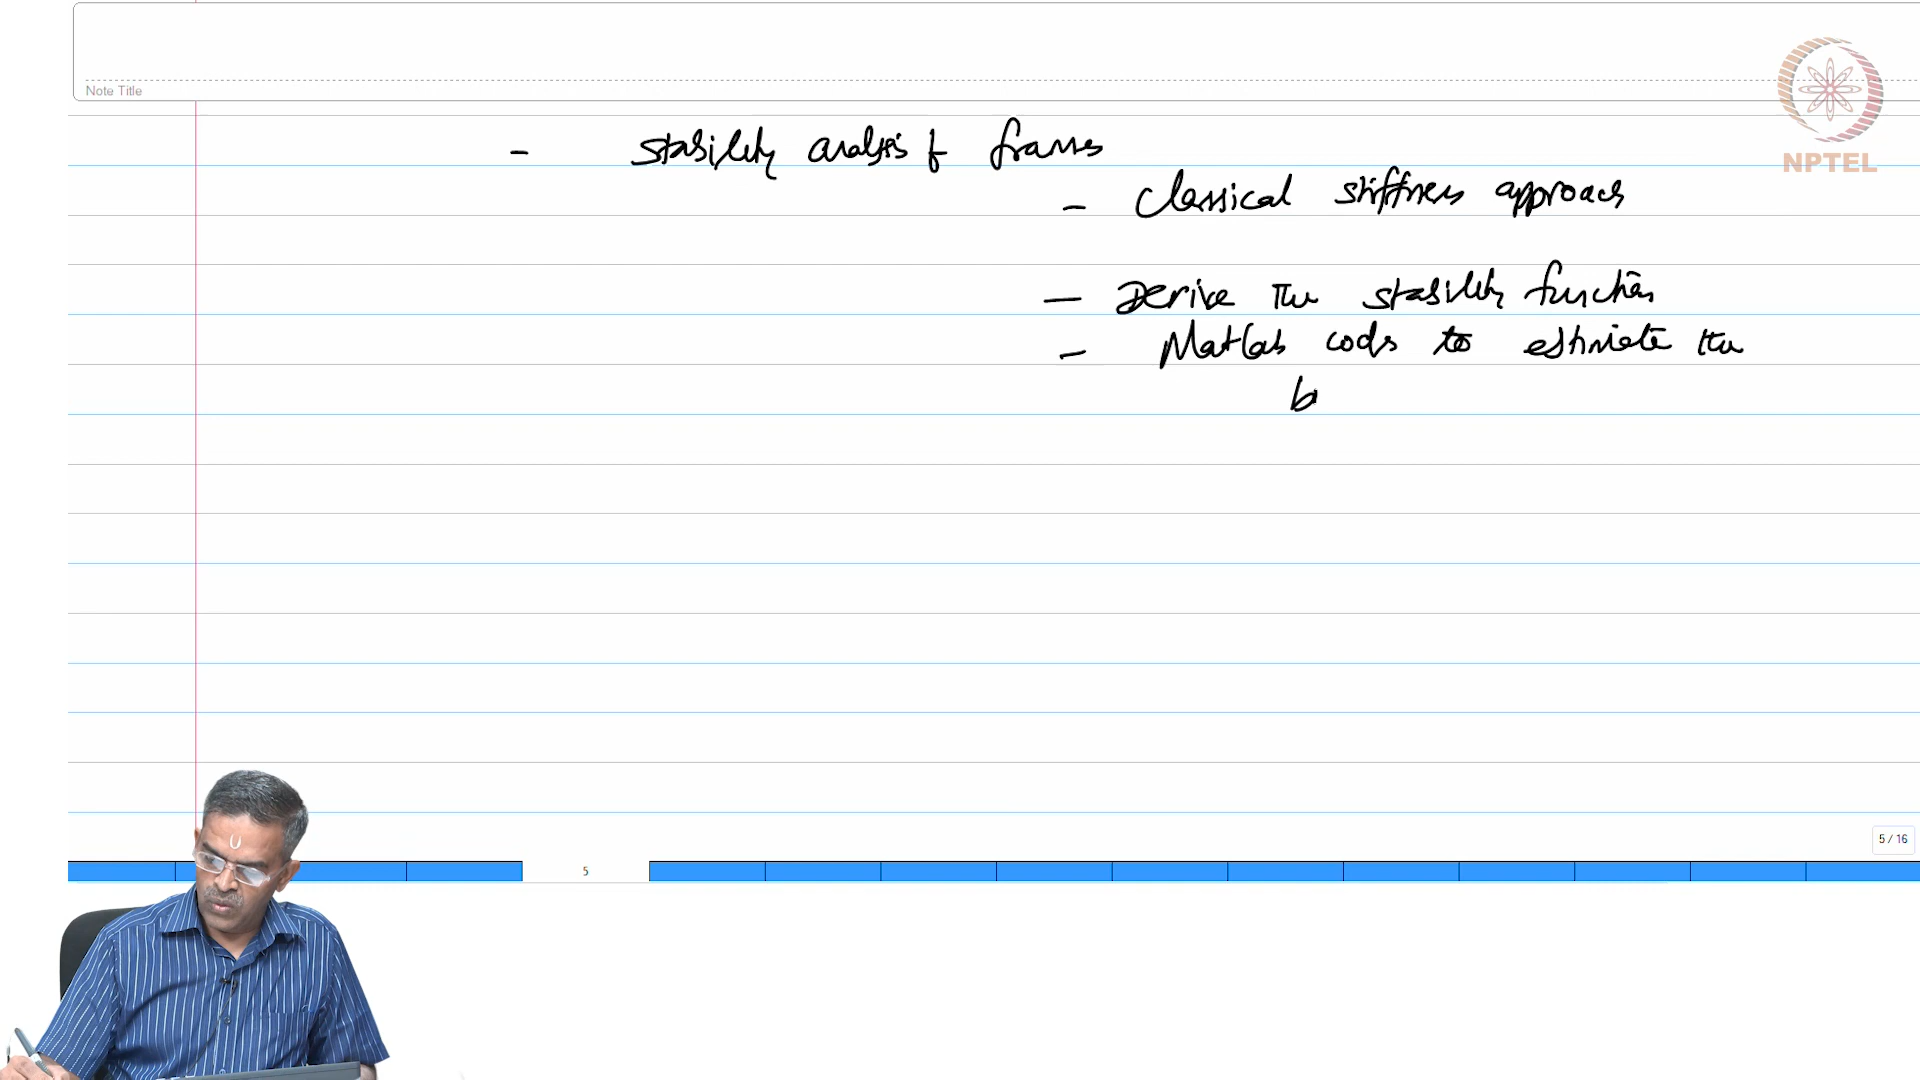 Note Title
NPTEL
- stability analysis of frames
- Classical stiffness approach
- Derive the stability function
- Matlab code to estimate the
b
5 / 16
5